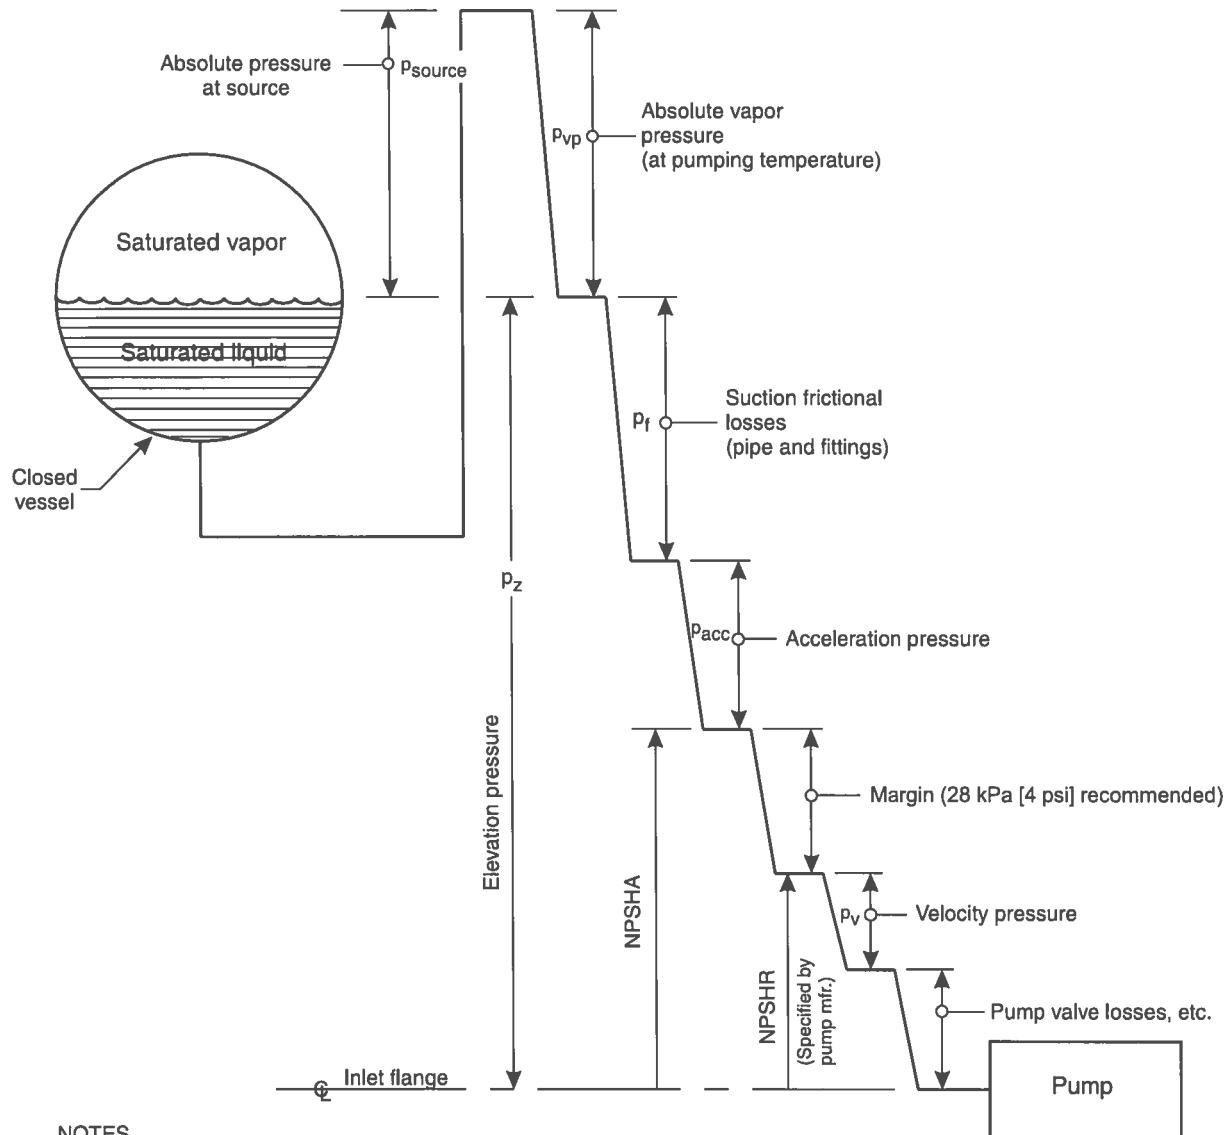 Absolute pressure
at source
psource
pvp
Absolute vapor
pressure
(at pumping temperature)
Saturated vapor
Saturated liquid
Closed
vessel
pf
Suction frictional
losses
(pipe and fittings)
pz
Elevation pressure
pacc
Acceleration pressure
NPSHA
Margin (28 kPa [4 psi] recommended)
NPSHR
(Specified by
pump mfr.)
pv
Velocity pressure
Pump valve losses, etc.
℄ Inlet flange
Pump
NOTES